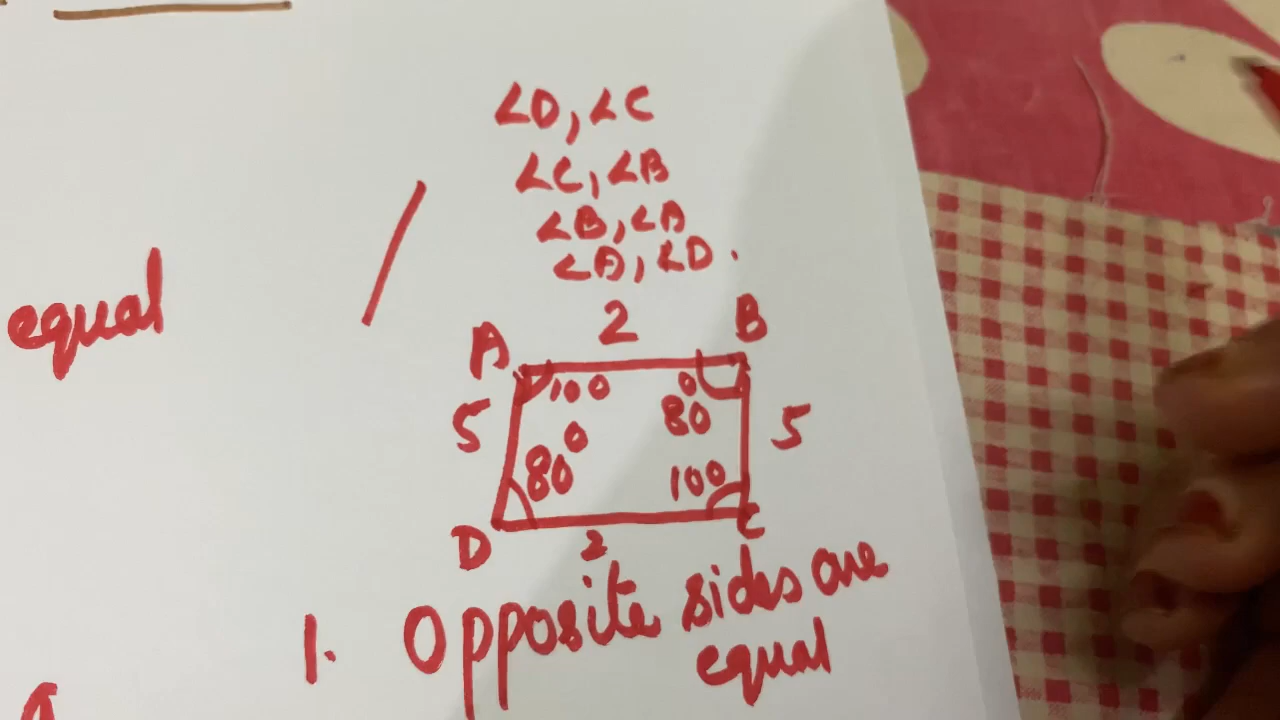 ∠D, ∠C
∠C, ∠B
∠B, ∠A
∠A, ∠D.
equal
2
A B
100 80°
5 5
80° 100
D C
2
1. Opposite sides are
equal